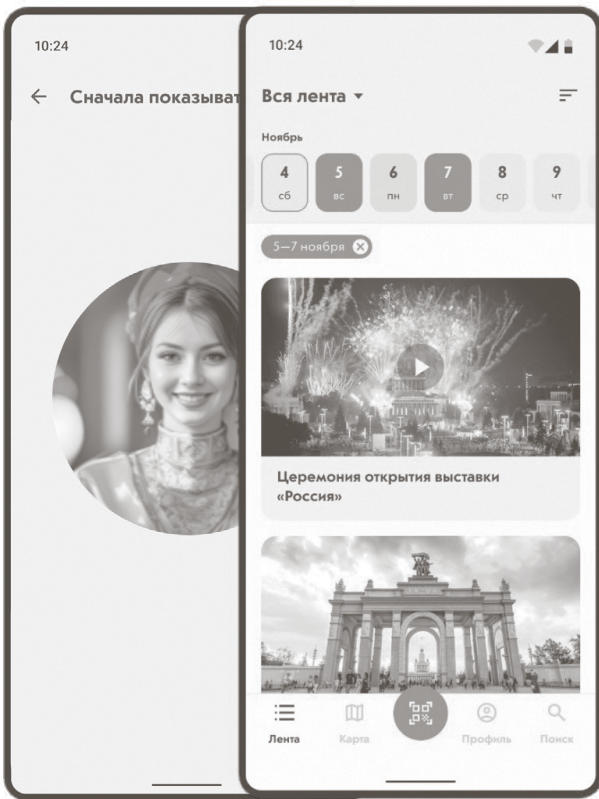 10:24
Сначала показыват
10:24
Вся лента
Ноябрь
4 5 6 7 8 9
сб вс пн вт ср чт
5—7 ноября
Церемония открытия выставки
«Россия»
Лента Карта Профиль Поиск